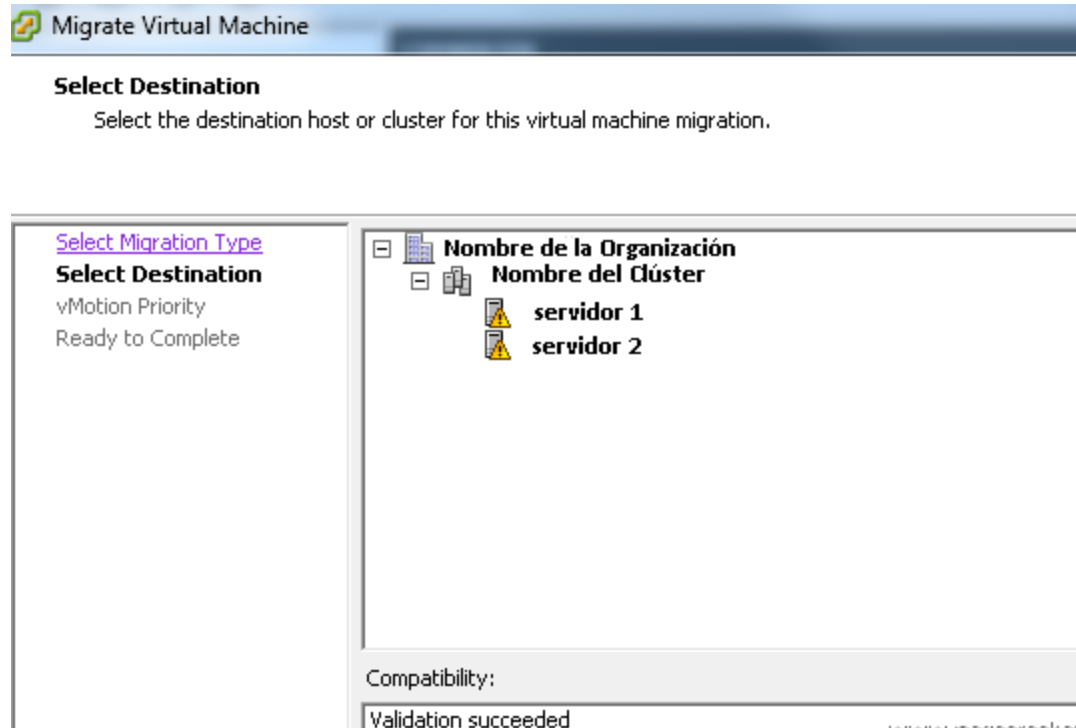 Migrate Virtual Machine
Select Destination
Select the destination host or cluster for this virtual machine migration.
Select Migration Type
Select Destination
vMotion Priority
Ready to Complete
Nombre de la Organización
Nombre del Clúster
servidor 1
servidor 2
Compatibility:
Validation succeeded